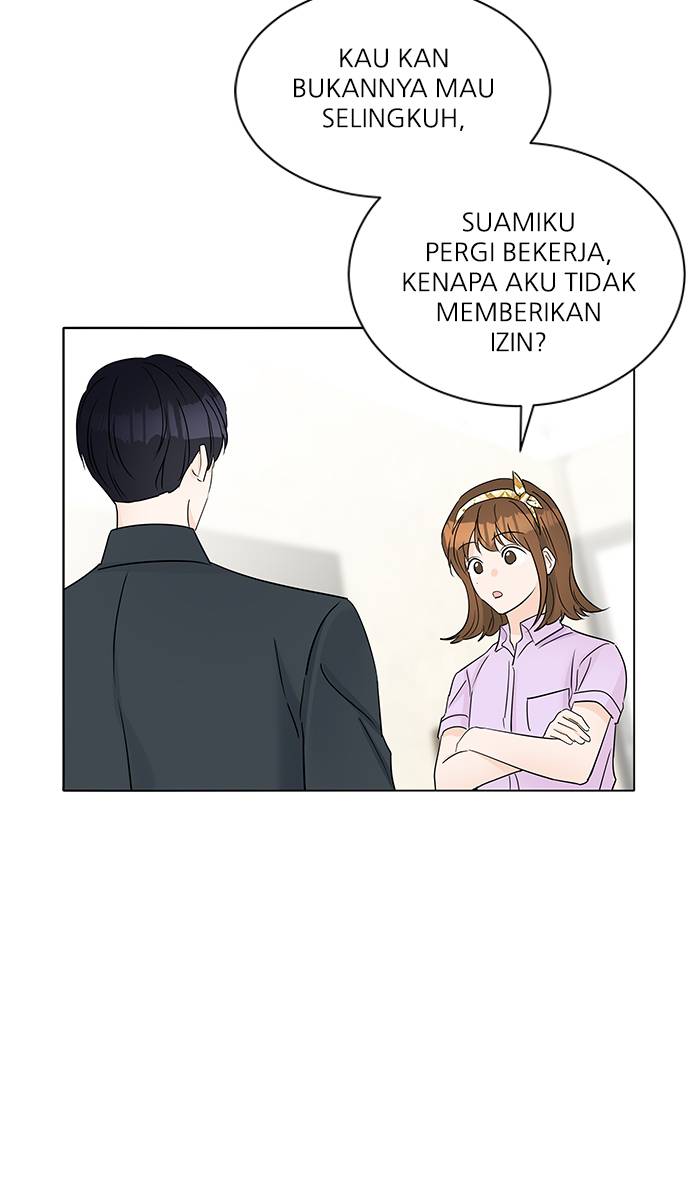 KAU KAN
BUKANNYA MAU
SELINGKUH,
SUAMIKU
PERGI BEKERJA,
KENAPA AKU TIDAK
MEMBERIKAN
IZIN?